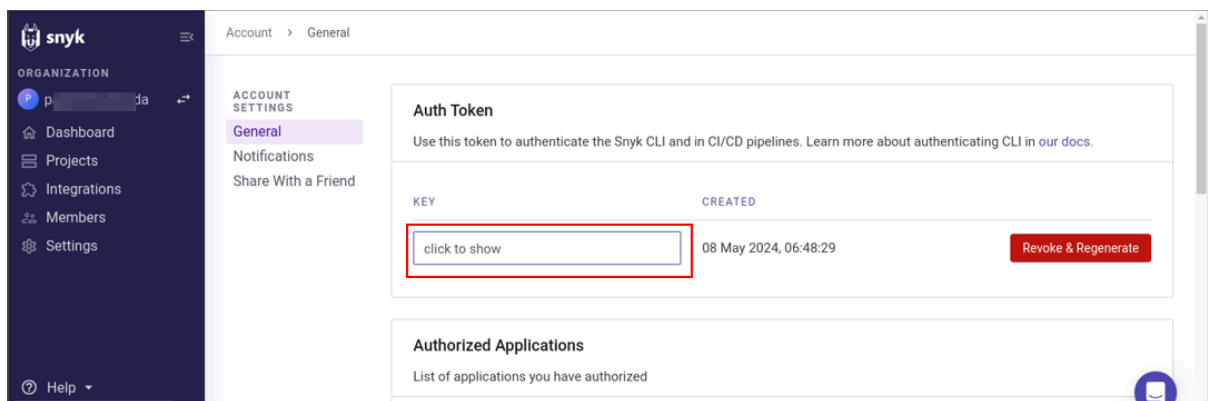 snyk
ORGANIZATION
Dashboard
Projects
Integrations
Members
Settings
Help
Account > General
ACCOUNT
SETTINGS
General
Notifications
Share With a Friend
Auth Token
Use this token to authenticate the Snyk CLI and in CI/CD pipelines. Learn more about authenticating CLI in our docs.
KEY CREATED
click to show 08 May 2024, 06:48:29 Revoke & Regenerate
Authorized Applications
List of applications you have authorized